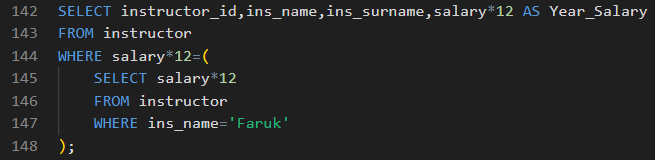 142 SELECT instructor_id,ins_name,ins_surname,salary*12 AS Year_Salary
143 FROM instructor
144 WHERE salary*12=(
145     SELECT salary*12
146     FROM instructor
147     WHERE ins_name='Faruk'
148 );